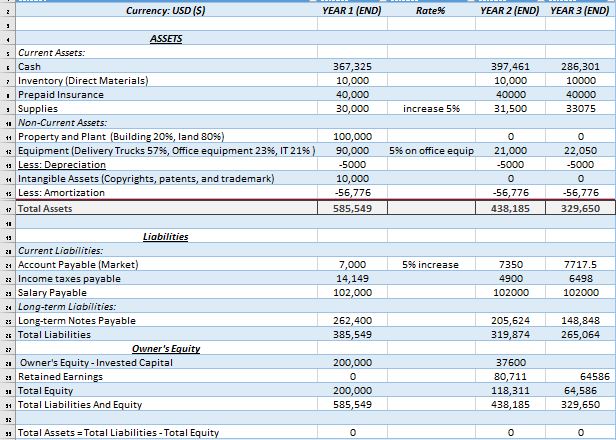 2 Currency: USD ($) YEAR 1 (END) Rate% YEAR 2 (END) YEAR 3 (END)
3
4 ASSETS
5 Current Assets:
6 Cash 367,325 397,461 286,301
7 Inventory (Direct Materials) 10,000 10,000 10000
8 Prepaid Insurance 40,000 40000 40000
9 Supplies 30,000 increase 5% 31,500 33075
10 Non-Current Assets:
11 Property and Plant (Building 20%, land 80%) 100,000 0 0
12 Equipment (Delivery Trucks 57%, Office equipment 23%, IT 21% ) 90,000 5% on office equip 21,000 22,050
13 Less: Depreciation -5000 -5000 -5000
14 Intangible Assets (Copyrights, patents, and trademark) 10,000 0 0
15 Less: Amortization -56,776 -56,776 -56,776
17 Total Assets 585,549 438,185 329,650
18
19 Liabilities
20 Current Liabilities:
21 Account Payable (Market) 7,000 5% increase 7350 7717.5
22 Income taxes payable 14,149 4900 6498
23 Salary Payable 102,000 102000 102000
24 Long-term Liabilities:
25 Long-term Notes Payable 262,400 205,624 148,848
26 Total Liabilities 385,549 319,874 265,064
27 Owner's Equity
28 Owner's Equity - Invested Capital 200,000 37600
29 Retained Earnings 0 80,711 64586
30 Total Equity 200,000 118,311 64,586
31 Total Liabilities And Equity 585,549 438,185 329,650
32
33 Total Assets = Total Liabilities - Total Equity 0 0 0